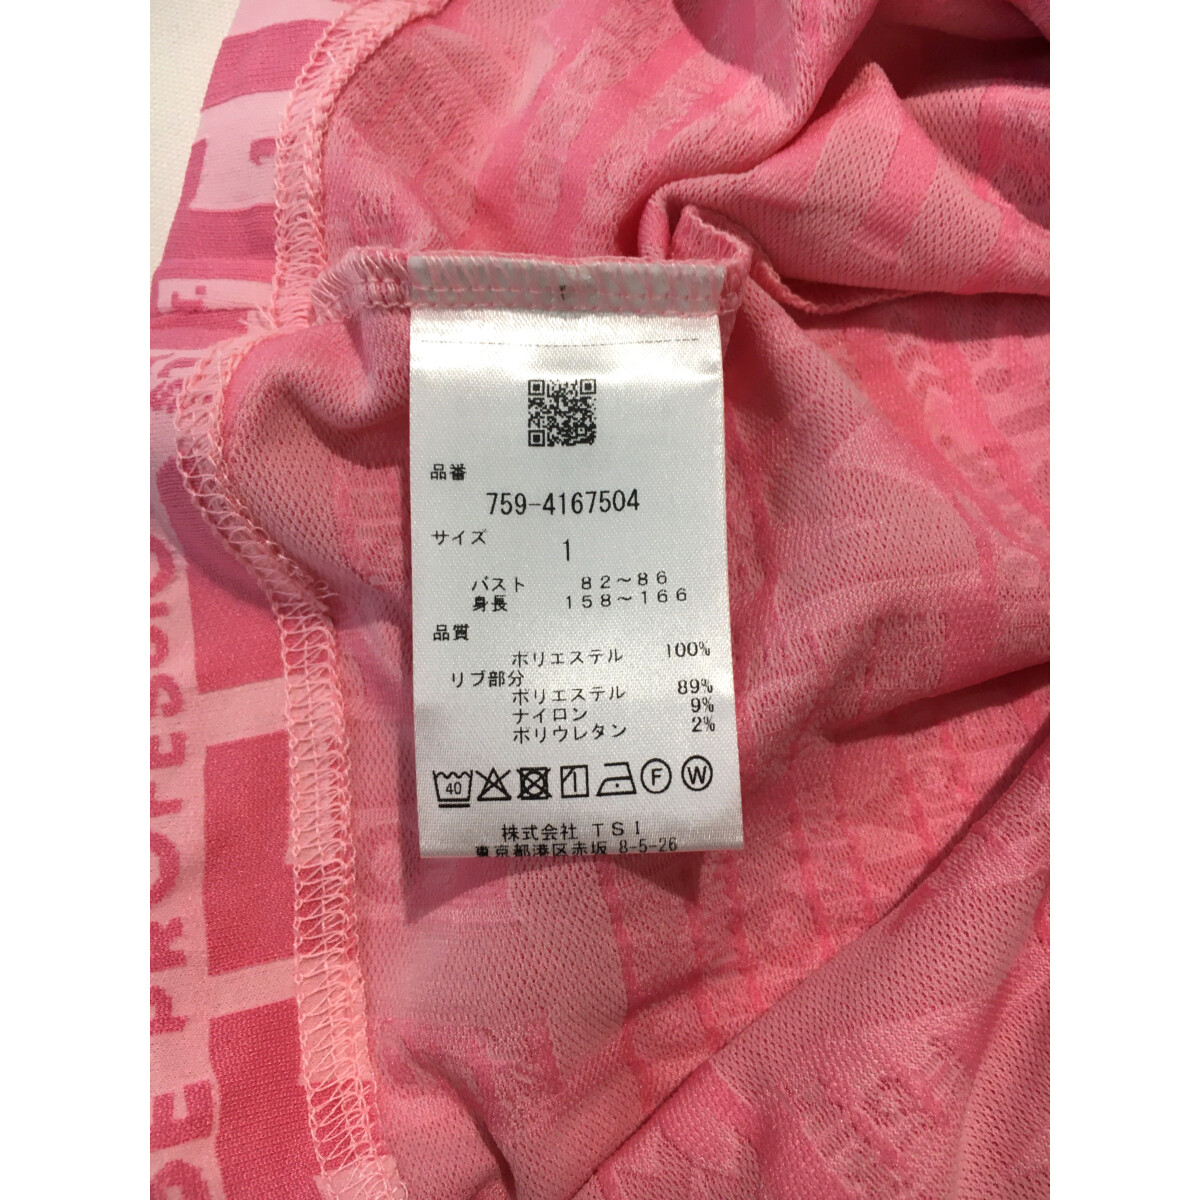 品番
759-4167504
サイズ
1
バスト 82～86
身長 158～166
品質
ポリエステル 100%
リブ部分
ポリエステル 89%
ナイロン 9%
ポリウレタン 2%
40 F W
株式会社 TSI
東京都港区赤坂 8-5-26